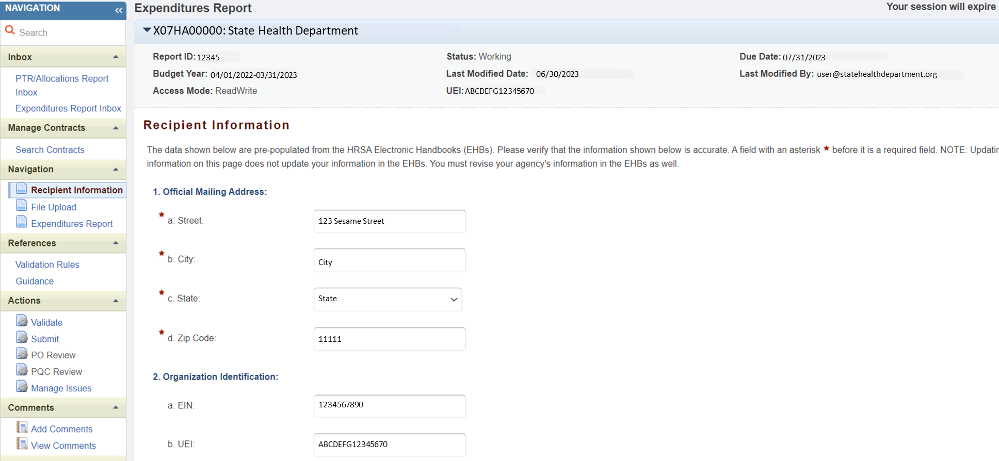 NAVIGATION
«
Search
Inbox
PTR/Allocations Report
Inbox
Expenditures Report Inbox
Manage Contracts
Search Contracts
Navigation
Recipient Information
File Upload
Expenditures Report
References
Validation Rules
Guidance
Actions
Validate
Submit
PO Review
PQC Review
Manage Issues
Comments
Add Comments
View Comments
Expenditures Report
Your session will expire
X07HA00000: State Health Department
Report ID: 12345 Status: Working Due Date: 07/31/2023
Budget Year: 04/01/2022-03/31/2023 Last Modified Date: 06/30/2023 Last Modified By: user@statehealthdepartment.org
Access Mode: ReadWrite UEI: ABCDEFG12345670
Recipient Information
The data shown below are pre-populated from the HRSA Electronic Handbooks (EHBs). Please verify that the information shown below is accurate. A field with an asterisk ★ before it is a required field. NOTE: Updatin
information on this page does not update your information in the EHBs. You must revise your agency's information in the EHBs as well.
1. Official Mailing Address:
★ a. Street: 123 Sesame Street
★ b. City: City
★ c. State: State
★ d. Zip Code: 11111
2. Organization Identification:
a. EIN: 1234567890
b. UEI: ABCDEFG12345670